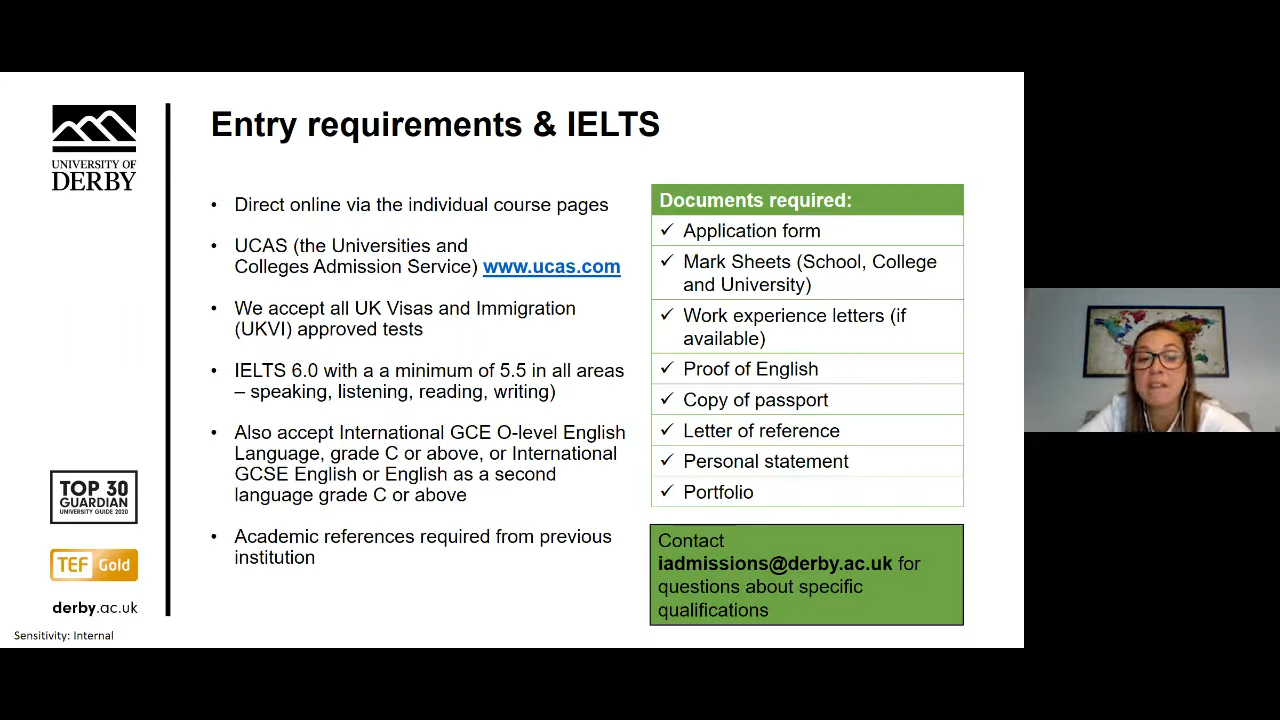 Entry requirements & IELTS
UNIVERSITY OF
DERBY
• Direct online via the individual course pages
• UCAS (the Universities and
Colleges Admission Service) www.ucas.com
• We accept all UK Visas and Immigration
(UKVI) approved tests
• IELTS 6.0 with a a minimum of 5.5 in all areas
– speaking, listening, reading, writing)
• Also accept International GCE O-level English
Language, grade C or above, or International
GCSE English or English as a second
language grade C or above
• Academic references required from previous
institution
Documents required:
✓ Application form
✓ Mark Sheets (School, College
and University)
✓ Work experience letters (if
available)
✓ Proof of English
✓ Copy of passport
✓ Letter of reference
✓ Personal statement
✓ Portfolio
Contact
iadmissions@derby.ac.uk for
questions about specific
qualifications
TOP 30
GUARDIAN
UNIVERSITY GUIDE 2020
TEF Gold
derby.ac.uk
Sensitivity: Internal